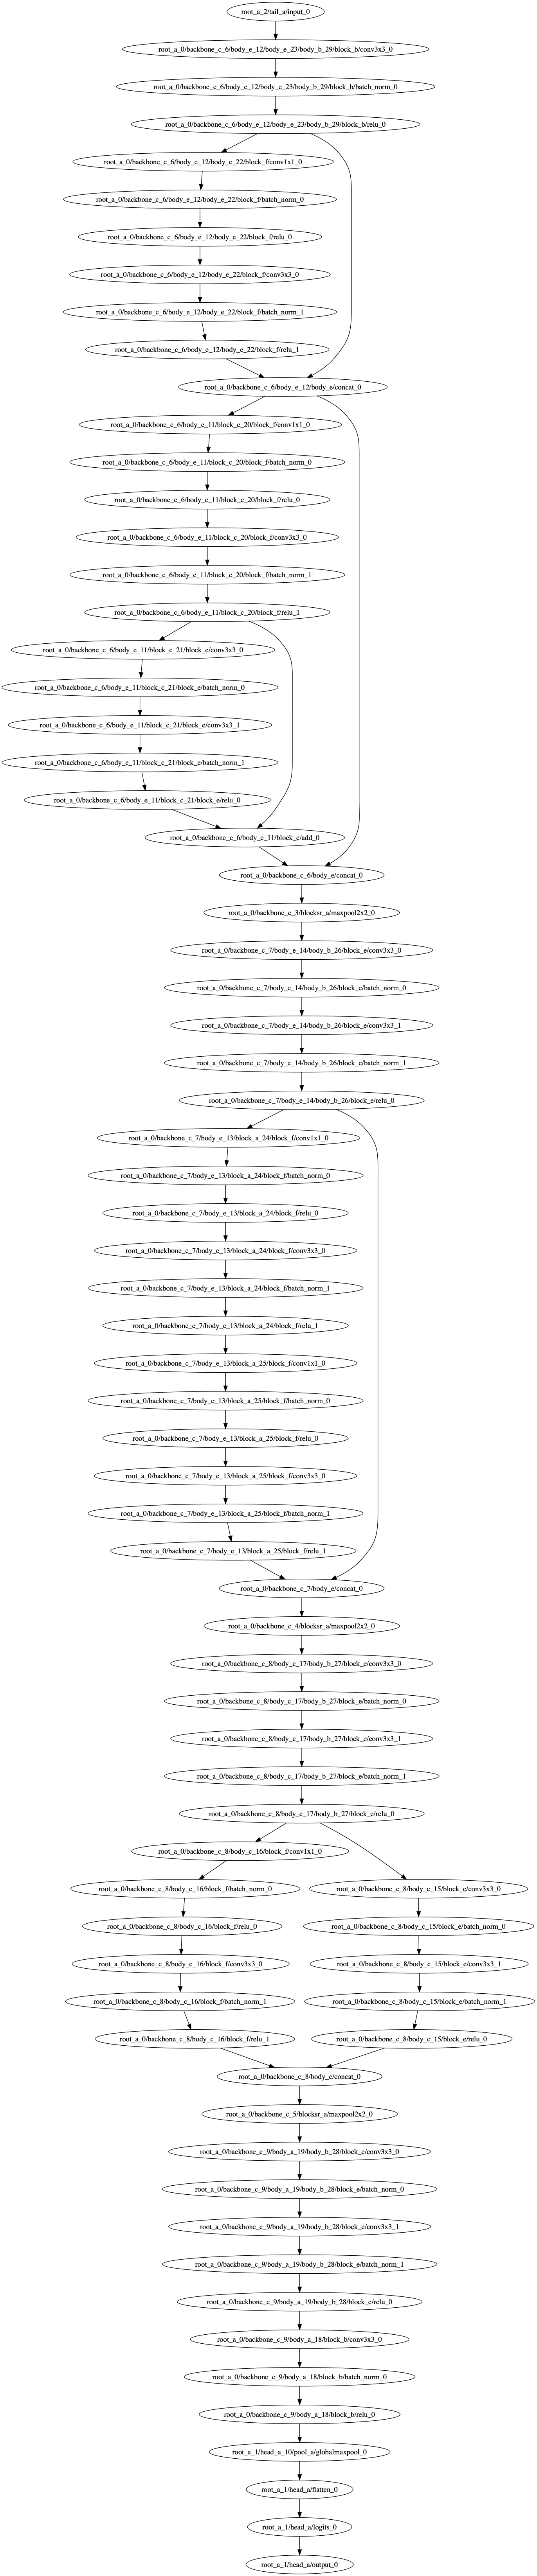 root_a_2/tail_a/input_0
root_a_0/backbone_c_6/body_e_12/body_e_23/body_b_29/block_b/conv3x3_0
root_a_0/backbone_c_6/body_e_12/body_e_23/body_b_29/block_b/batch_norm_0
root_a_0/backbone_c_6/body_e_12/body_e_23/body_b_29/block_b/relu_0
root_a_0/backbone_c_6/body_e_12/body_e_22/block_f/conv1x1_0
root_a_0/backbone_c_6/body_e_12/body_e_22/block_f/batch_norm_0
root_a_0/backbone_c_6/body_e_12/body_e_22/block_f/relu_0
root_a_0/backbone_c_6/body_e_12/body_e_22/block_f/conv3x3_0
root_a_0/backbone_c_6/body_e_12/body_e_22/block_f/batch_norm_1
root_a_0/backbone_c_6/body_e_12/body_e_22/block_f/relu_1
root_a_0/backbone_c_6/body_e_12/body_e/concat_0
root_a_0/backbone_c_6/body_e_11/block_c_20/block_f/conv1x1_0
root_a_0/backbone_c_6/body_e_11/block_c_20/block_f/batch_norm_0
root_a_0/backbone_c_6/body_e_11/block_c_20/block_f/relu_0
root_a_0/backbone_c_6/body_e_11/block_c_20/block_f/conv3x3_0
root_a_0/backbone_c_6/body_e_11/block_c_20/block_f/batch_norm_1
root_a_0/backbone_c_6/body_e_11/block_c_20/block_f/relu_1
root_a_0/backbone_c_6/body_e_11/block_c_21/block_e/conv3x3_0
root_a_0/backbone_c_6/body_e_11/block_c_21/block_e/batch_norm_0
root_a_0/backbone_c_6/body_e_11/block_c_21/block_e/conv3x3_1
root_a_0/backbone_c_6/body_e_11/block_c_21/block_e/batch_norm_1
root_a_0/backbone_c_6/body_e_11/block_c_21/block_e/relu_0
root_a_0/backbone_c_6/body_e_11/block_c/add_0
root_a_0/backbone_c_6/body_e/concat_0
root_a_0/backbone_c_3/blocksr_a/maxpool2x2_0
root_a_0/backbone_c_7/body_e_14/body_b_26/block_e/conv3x3_0
root_a_0/backbone_c_7/body_e_14/body_b_26/block_e/batch_norm_0
root_a_0/backbone_c_7/body_e_14/body_b_26/block_e/conv3x3_1
root_a_0/backbone_c_7/body_e_14/body_b_26/block_e/batch_norm_1
root_a_0/backbone_c_7/body_e_14/body_b_26/block_e/relu_0
root_a_0/backbone_c_7/body_e_13/block_a_24/block_f/conv1x1_0
root_a_0/backbone_c_7/body_e_13/block_a_24/block_f/batch_norm_0
root_a_0/backbone_c_7/body_e_13/block_a_24/block_f/relu_0
root_a_0/backbone_c_7/body_e_13/block_a_24/block_f/conv3x3_0
root_a_0/backbone_c_7/body_e_13/block_a_24/block_f/batch_norm_1
root_a_0/backbone_c_7/body_e_13/block_a_24/block_f/relu_1
root_a_0/backbone_c_7/body_e_13/block_a_25/block_f/conv1x1_0
root_a_0/backbone_c_7/body_e_13/block_a_25/block_f/batch_norm_0
root_a_0/backbone_c_7/body_e_13/block_a_25/block_f/relu_0
root_a_0/backbone_c_7/body_e_13/block_a_25/block_f/conv3x3_0
root_a_0/backbone_c_7/body_e_13/block_a_25/block_f/batch_norm_1
root_a_0/backbone_c_7/body_e_13/block_a_25/block_f/relu_1
root_a_0/backbone_c_7/body_e/concat_0
root_a_0/backbone_c_4/blocksr_a/maxpool2x2_0
root_a_0/backbone_c_8/body_c_17/body_b_27/block_e/conv3x3_0
root_a_0/backbone_c_8/body_c_17/body_b_27/block_e/batch_norm_0
root_a_0/backbone_c_8/body_c_17/body_b_27/block_e/conv3x3_1
root_a_0/backbone_c_8/body_c_17/body_b_27/block_e/batch_norm_1
root_a_0/backbone_c_8/body_c_17/body_b_27/block_e/relu_0
root_a_0/backbone_c_8/body_c_16/block_f/conv1x1_0
root_a_0/backbone_c_8/body_c_16/block_f/batch_norm_0
root_a_0/backbone_c_8/body_c_15/block_e/conv3x3_0
root_a_0/backbone_c_8/body_c_16/block_f/relu_0
root_a_0/backbone_c_8/body_c_15/block_e/batch_norm_0
root_a_0/backbone_c_8/body_c_16/block_f/conv3x3_0
root_a_0/backbone_c_8/body_c_15/block_e/conv3x3_1
root_a_0/backbone_c_8/body_c_16/block_f/batch_norm_1
root_a_0/backbone_c_8/body_c_15/block_e/batch_norm_1
root_a_0/backbone_c_8/body_c_16/block_f/relu_1
root_a_0/backbone_c_8/body_c_15/block_e/relu_0
root_a_0/backbone_c_8/body_c/concat_0
root_a_0/backbone_c_5/blocksr_a/maxpool2x2_0
root_a_0/backbone_c_9/body_a_19/body_b_28/block_e/conv3x3_0
root_a_0/backbone_c_9/body_a_19/body_b_28/block_e/batch_norm_0
root_a_0/backbone_c_9/body_a_19/body_b_28/block_e/conv3x3_1
root_a_0/backbone_c_9/body_a_19/body_b_28/block_e/batch_norm_1
root_a_0/backbone_c_9/body_a_19/body_b_28/block_e/relu_0
root_a_0/backbone_c_9/body_a_18/block_b/conv3x3_0
root_a_0/backbone_c_9/body_a_18/block_b/batch_norm_0
root_a_0/backbone_c_9/body_a_18/block_b/relu_0
root_a_1/head_a_10/pool_a/globalmaxpool_0
root_a_1/head_a/flatten_0
root_a_1/head_a/logits_0
root_a_1/head_a/output_0